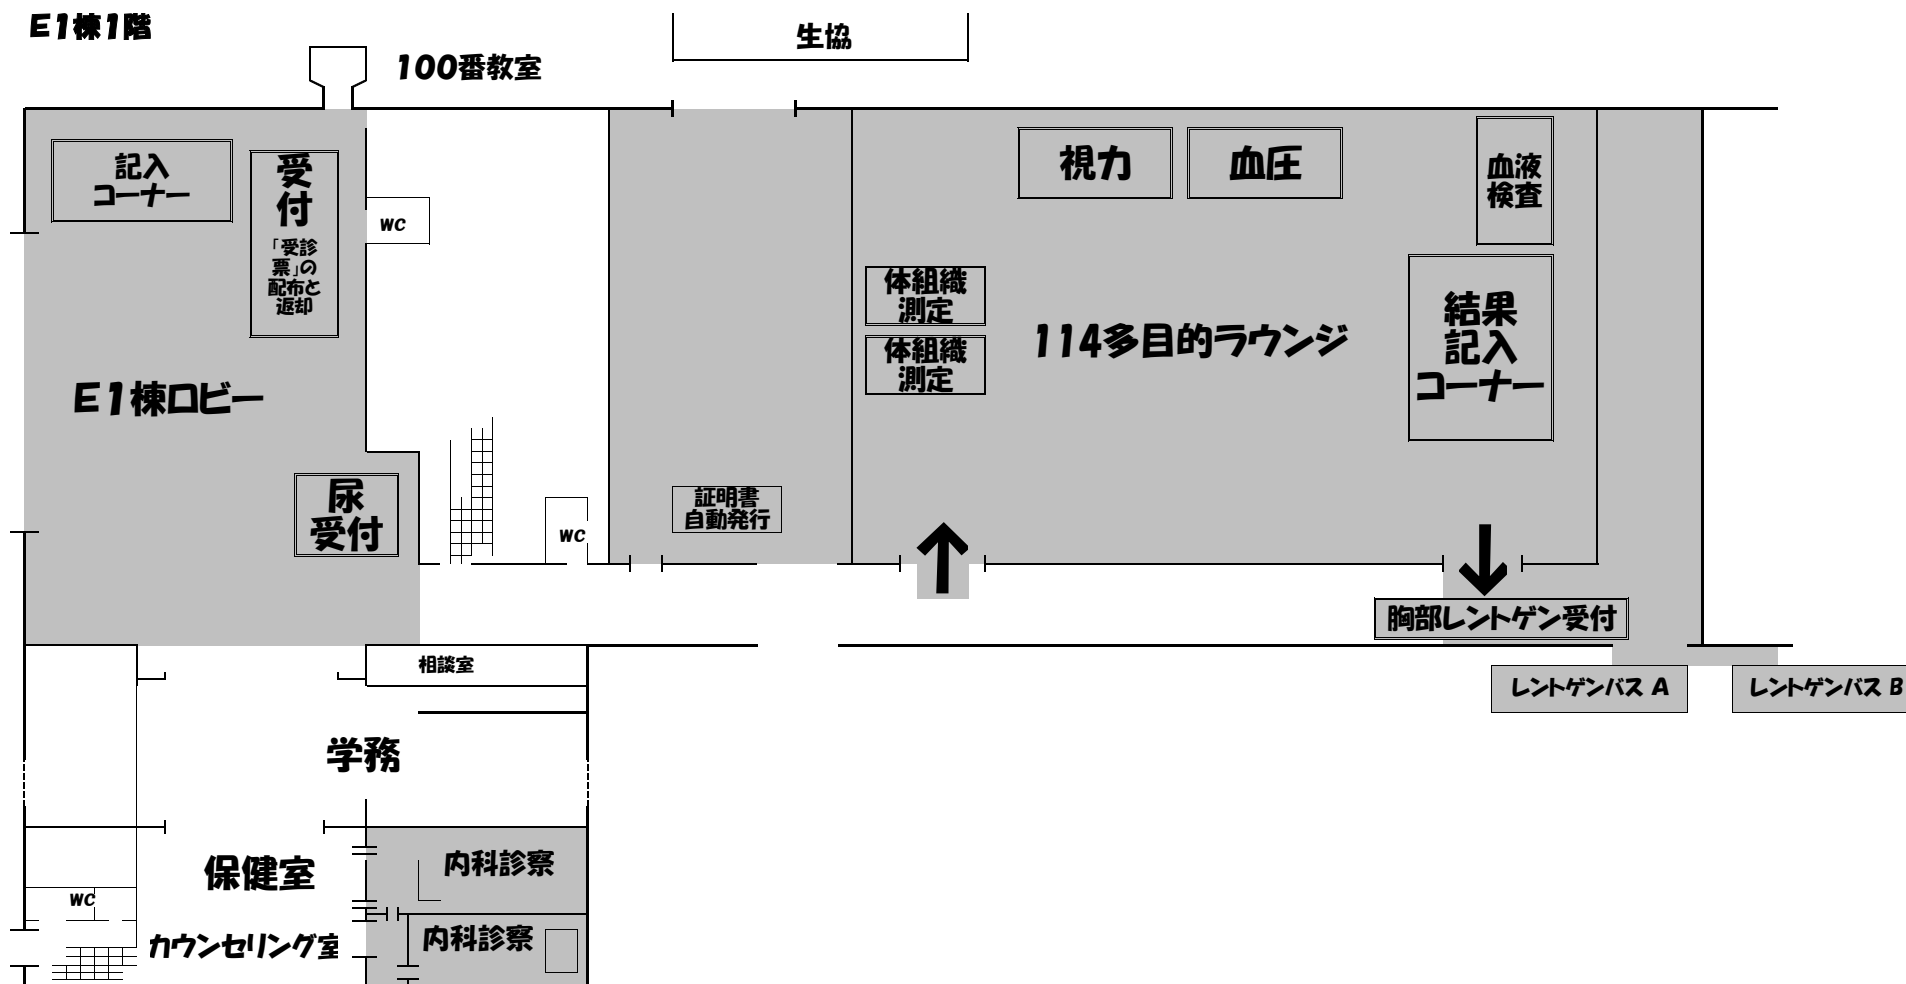 E1棟1階
生協
100番教室
記入
コーナー
受
付
「受診
票」の
配布と
返却
WC
視力
血圧
血液
検査
体組織
測定
体組織
測定
114多目的ラウンジ
結果
記入
コーナー
E1棟ロビー
尿
受付
WC
証明書
自動発行
胸部レントゲン受付
相談室
レントゲンバス A
レントゲンバス B
学務
保健室
内科診察
WC
カウンセリング室
内科診察